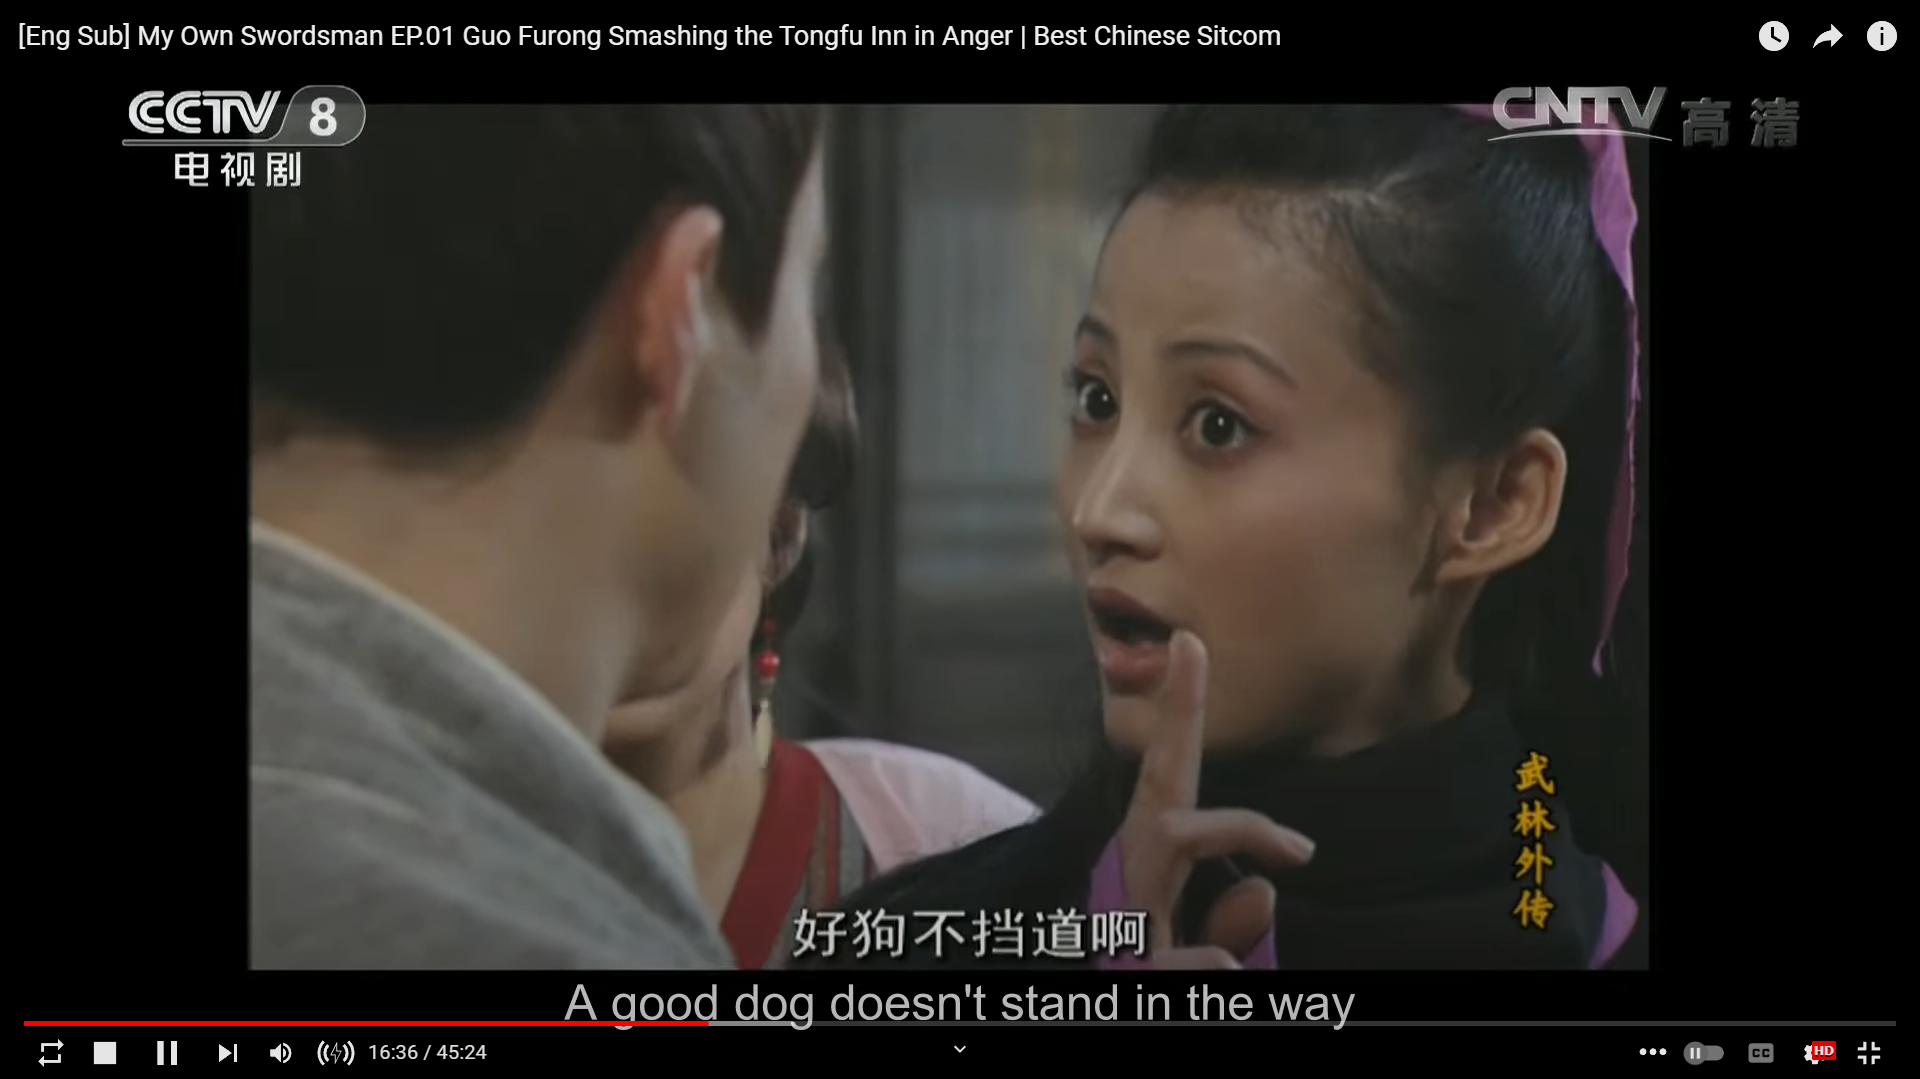 [Eng Sub] My Own Swordsman EP.01 Guo Furong Smashing the Tongfu Inn in Anger | Best Chinese Sitcom
CCTV 8
电视剧
CNTV 高清
武林外传
好狗不挡道啊
A good dog doesn't stand in the way
16:36 / 45:24
CC
HD